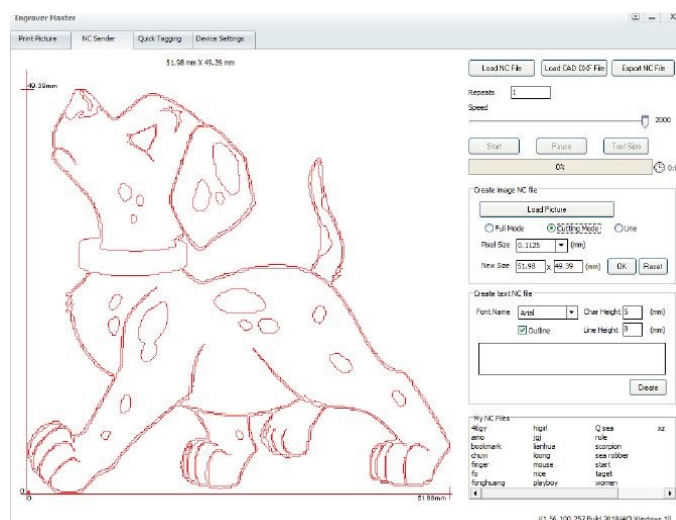 Engraver Master
Print Picture NC Sender Quick Tagging Device Settings
51.98 mm X 49.39 mm
49.39mm
Load NC File Load CAD DXF File Export NC File
Repeats 1
Speed
2000
Start Pause Test Size
0%
Create image NC file
Load Picture
Full Mode Cutting Mode Line
Pixel Size 0.1125 (mm)
New Size 51.98 x 49.39 (mm) OK Reset
Create text NC file
Font Name Arial Char Height 5 (mm)
Outline Line Height 0 (mm)
Create
My NC Files
46gy higirl Q sea xz
amo jqj rule
bookmark lianhua scorpion
chuyi loong sea robber
finger mouse start
fo nice taget
fonghuang playboy women
0
0 51.98mm